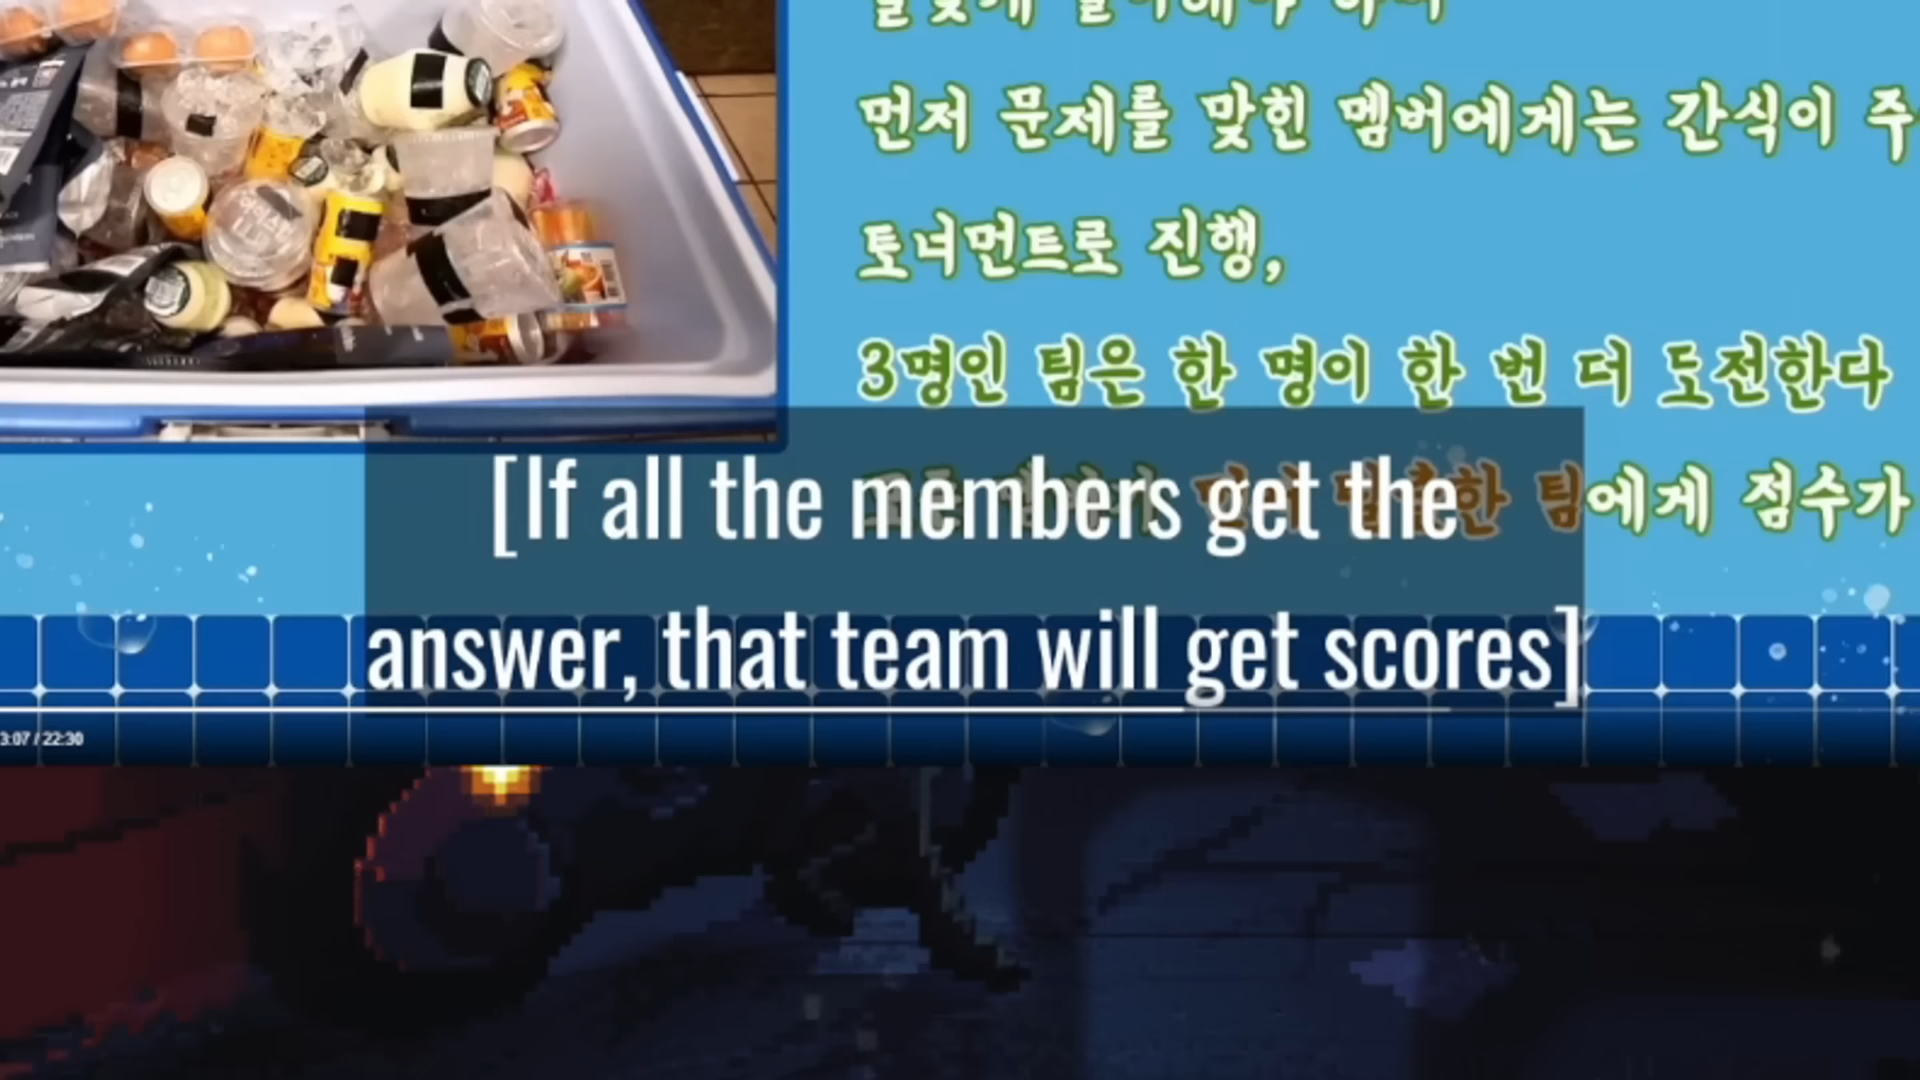 먼저 문제를 맞힌 멤버에게는 간식이 주
토너먼트로 진행,
3명인 팀은 한 명이 한 번 더 도전한다
한 팀에게 점수가
[If all the members get the
answer, that team will get scores]
3:07 / 22:30